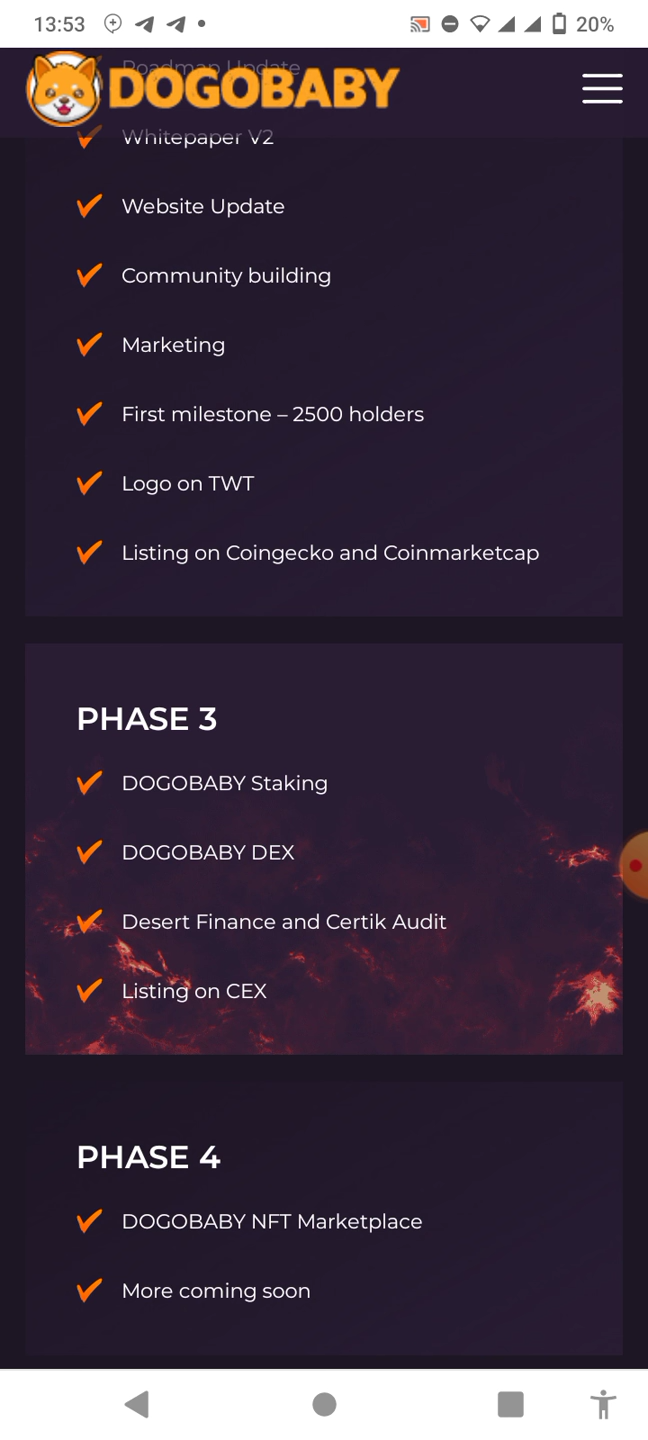 13:53
20%
Roadmap Update
DOGOBABY
Whitepaper V2
Website Update
Community building
Marketing
First milestone – 2500 holders
Logo on TWT
Listing on Coingecko and Coinmarketcap
PHASE 3
DOGOBABY Staking
DOGOBABY DEX
Desert Finance and Certik Audit
Listing on CEX
PHASE 4
DOGOBABY NFT Marketplace
More coming soon